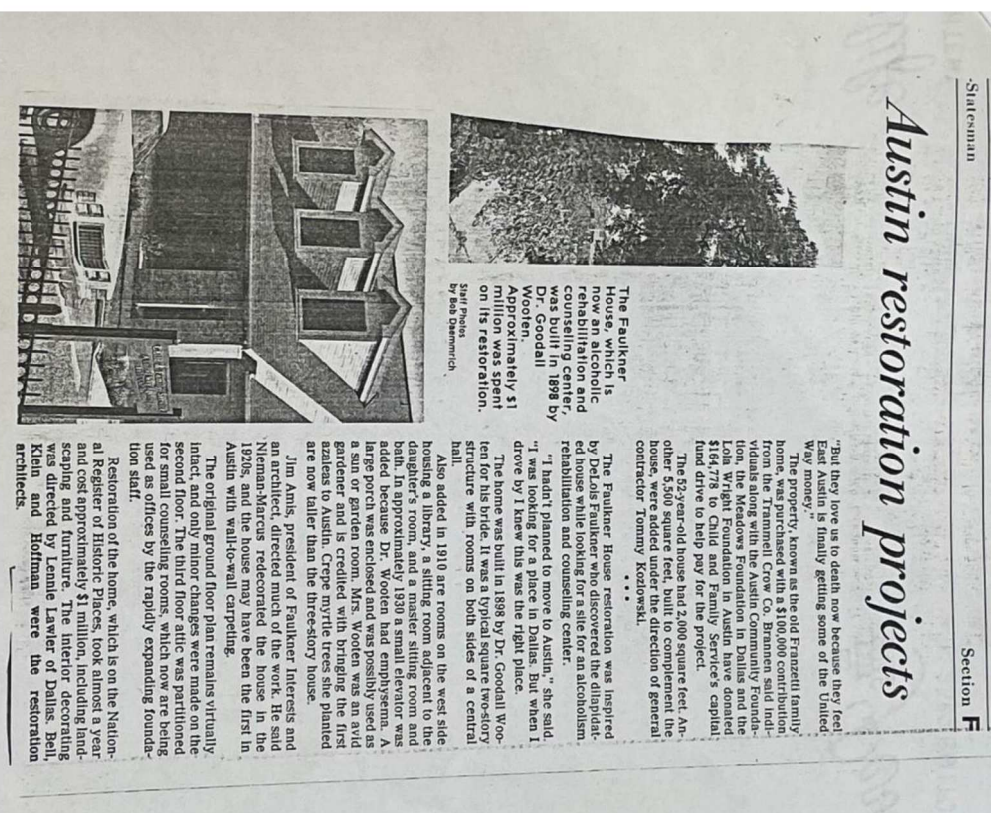 -Statesman
Section F
Austin restoration projects
The Faulkner
House, which is
now an alcoholic
rehabilitation and
counseling center,
was built in 1898 by
Dr. Goodall
Wooten.
Approximately $1
million was spent
on its restoration.
Staff Photos
by Bob Daemmrich
"But they love us to death now because they feel
East Austin is finally getting some of the United
Way money."
The property, known as the old Franzetti family
home, was purchased with a $100,000 contribution
from the Trammell Crow Co. Brannen said indi-
viduals along with the Austin Community Founda-
tion, the Meadows Foundation in Dallas and the
Lola Wright Foundation in Austin have donated
$164,778 to Child and Family Service's capital
fund drive to help pay for the project.
The 52-year-old house had 2,000 square feet. An-
other 5,500 square feet, built to complement the
house, were added under the direction of general
contractor Tommy Kozlowski.
• • •
The Faulkner House restoration was inspired
by DeLois Faulkner who discovered the dilapidat-
ed house while looking for a site for an alcoholism
rehabilitation and counseling center.
"I hadn't planned to move to Austin," she said.
"I was looking for a place in Dallas. But when I
drove by I knew this was the right place."
The home was built in 1898 by Dr. Goodall Woo-
ten for his bride. It was a typical square two-story
structure with rooms on both sides of a central
hall.
Also added in 1910 are rooms on the west side
housing a library, a sitting room adjacent to the
daughter's room, and a master sitting room and
bath. In approximately 1930 a small elevator was
added because Dr. Wooten had emphysema. A
large porch was enclosed and was possibly used as
a sun or garden room. Mrs. Wooten was an avid
gardener and is credited with bringing the first
azaleas to Austin. Crepe myrtle trees she planted
are now taller than the three-story house.
Jim Amis, president of Faulkner Interests and
an architect, directed much of the work. He said
Nieman-Marcus redecorated the house in the
1920s, and the house may have been the first in
Austin with wall-to-wall carpeting.
The original ground floor plan remains virtually
intact, and only minor changes were made on the
second floor. The third floor attic was partitioned
for small counseling rooms, which now are being
used as offices by the rapidly expanding founda-
tion staff.
Restoration of the home, which is on the Nation-
al Register of Historic Places, took almost a year
and cost approximately $1 million, including land-
scaping and furniture. The interior decorating
was directed by Lennie Lawler of Dallas. Bell,
Klein and Hoffman were the restoration
architects.